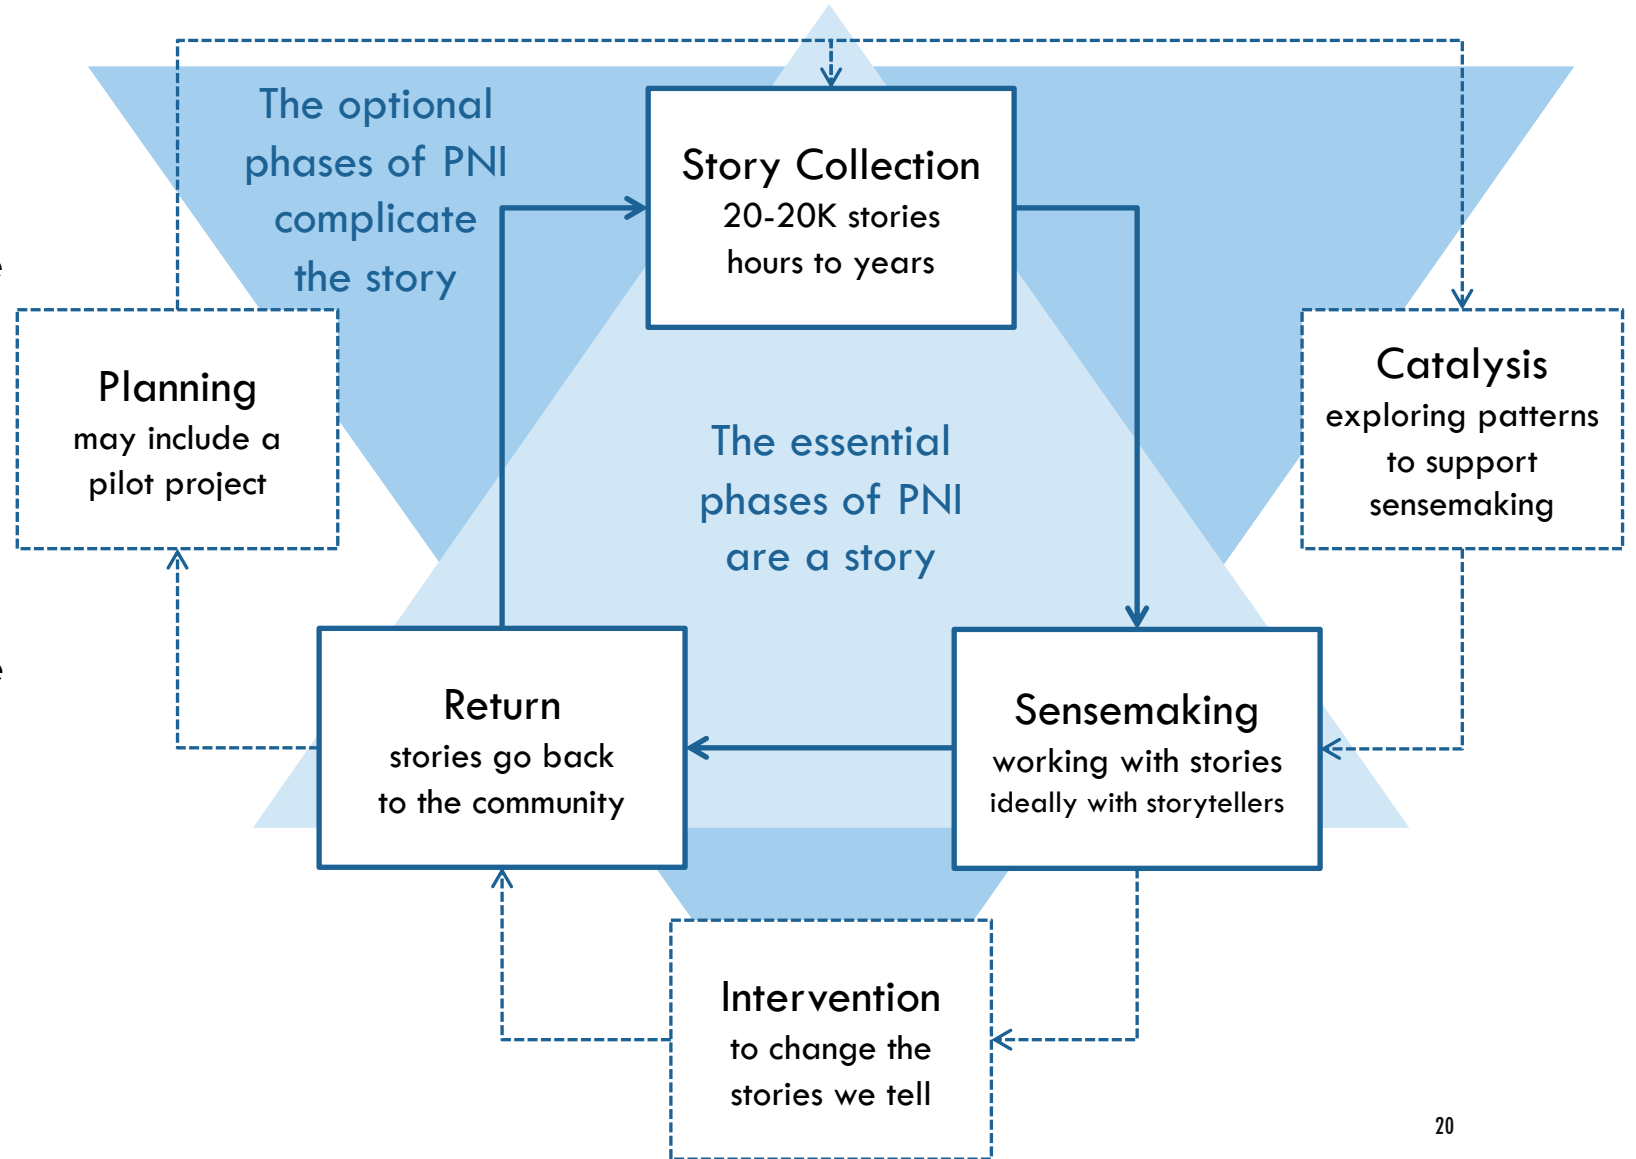 The optional
phases of PNI
complicate
the story
Story Collection
20-20K stories
hours to years
Planning
may include a
pilot project
Catalysis
exploring patterns
to support
sensemaking
The essential
phases of PNI
are a story
Return
stories go back
to the community
Sensemaking
working with stories
ideally with storytellers
Intervention
to change the
stories we tell
20